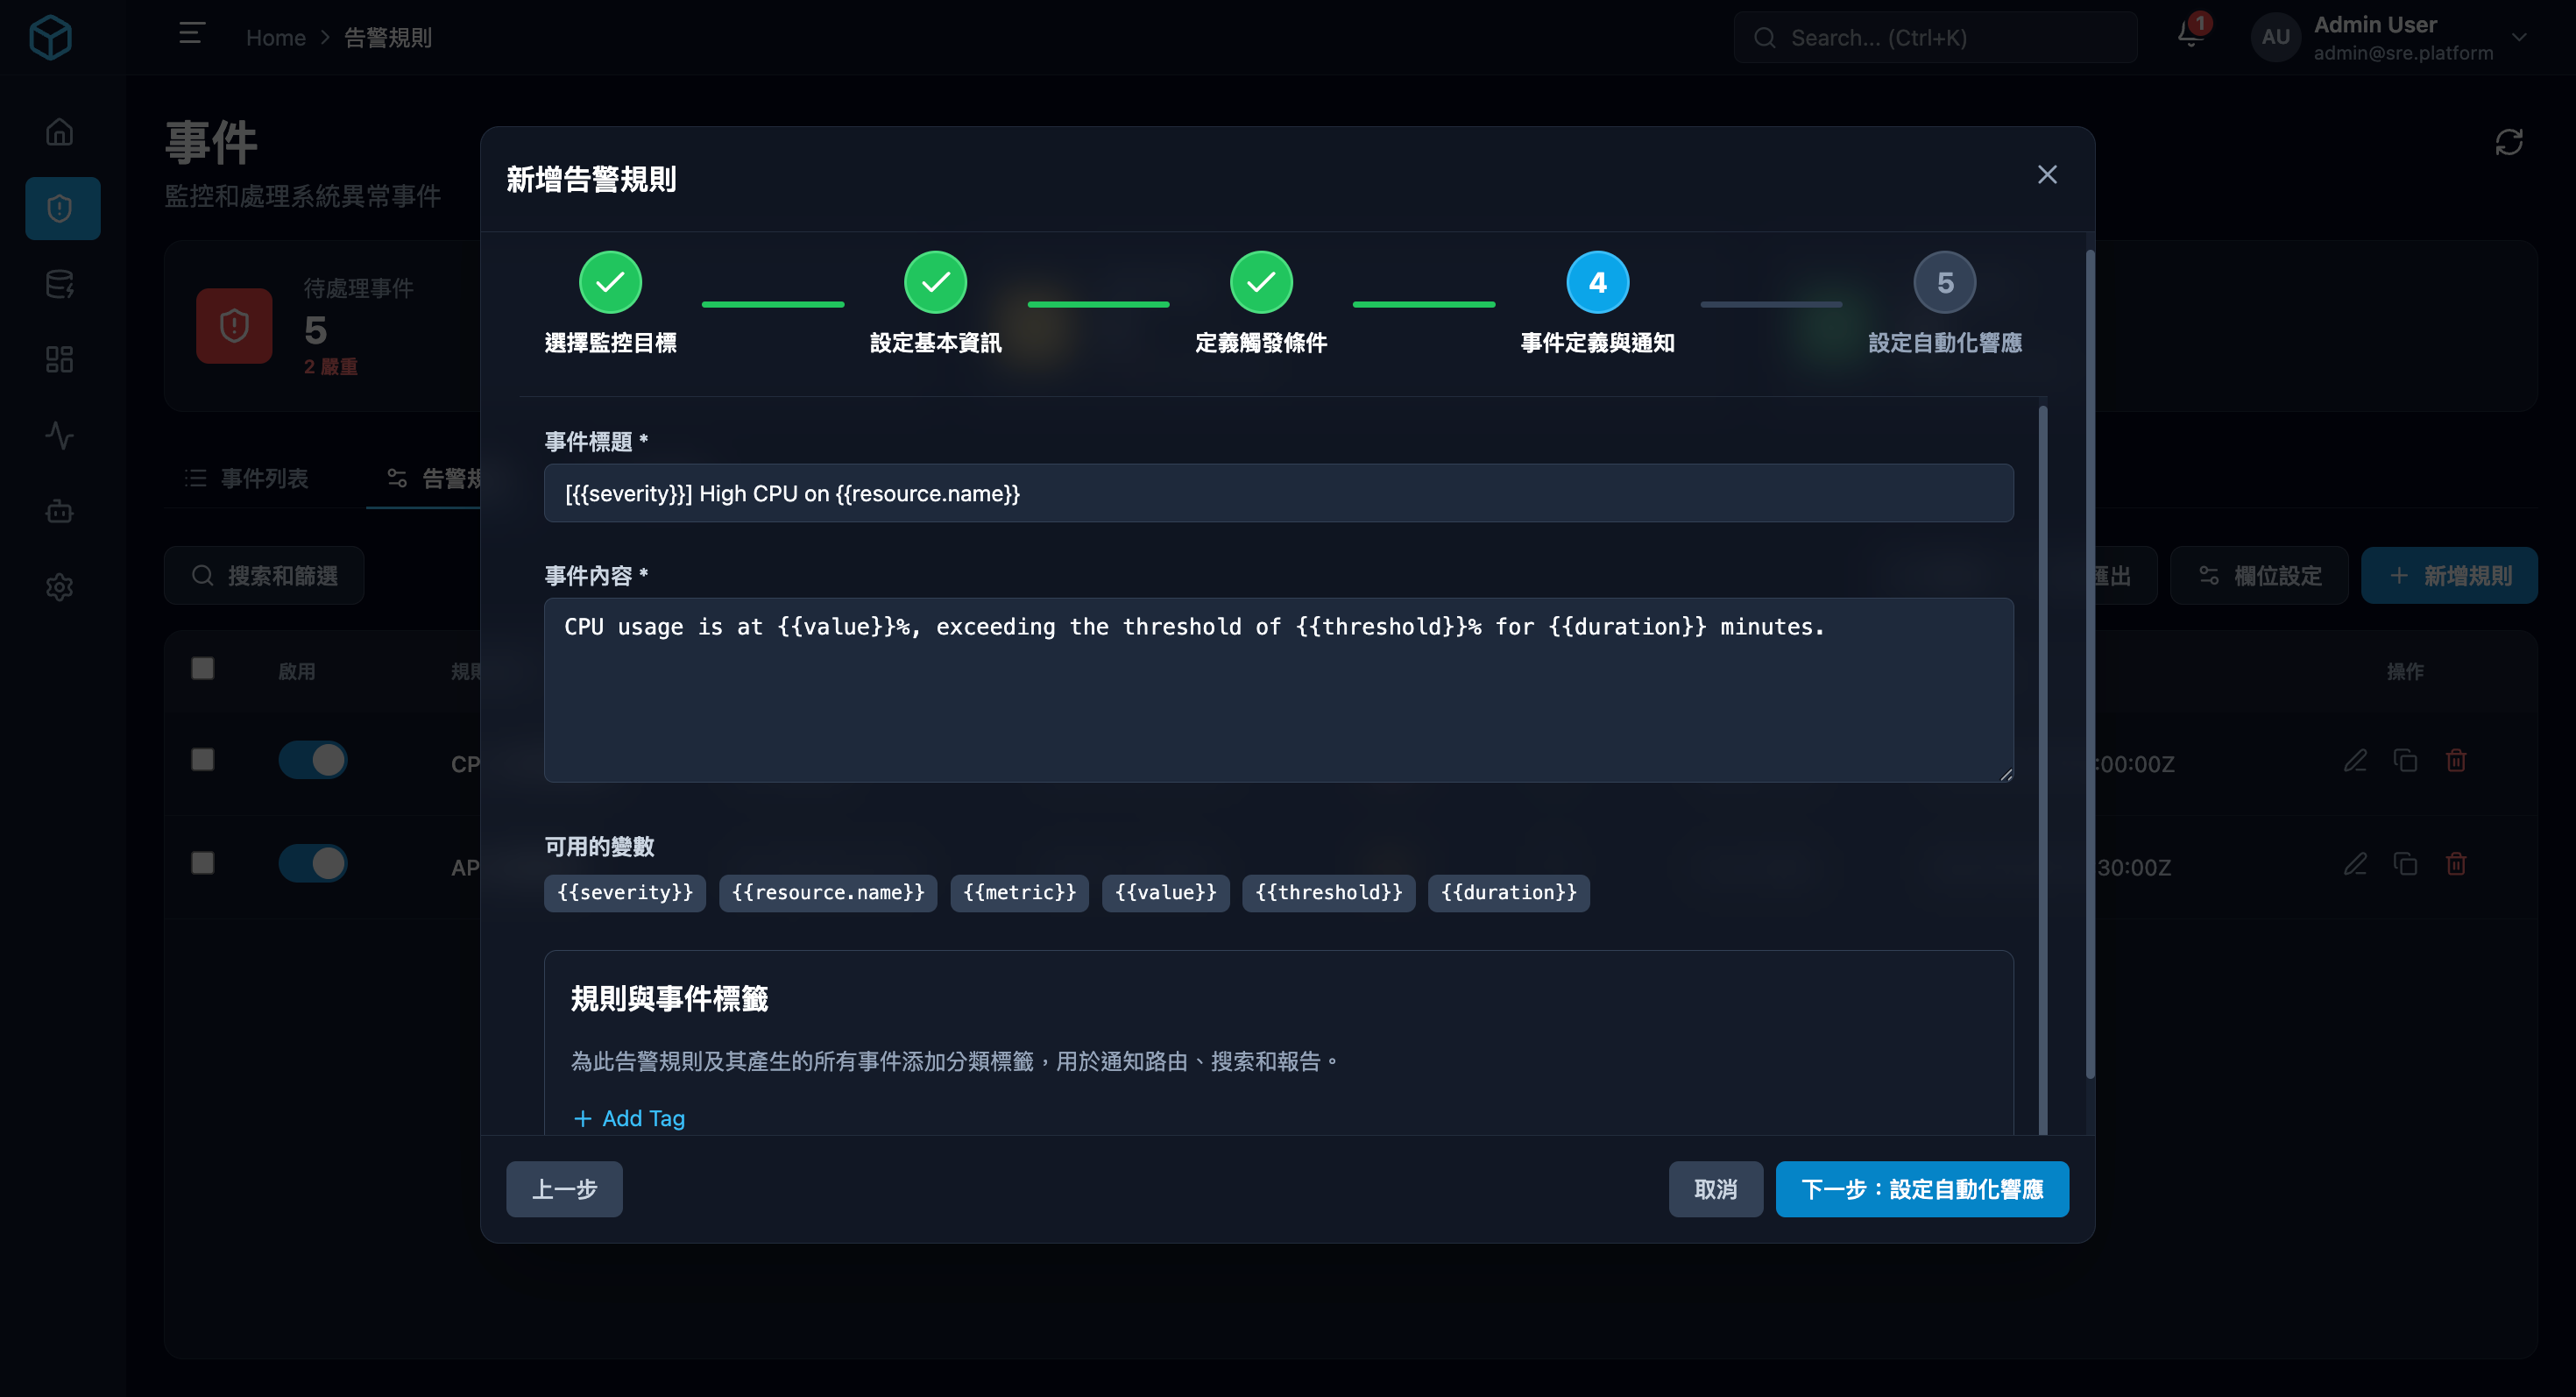 Home > 告警規則
Search... (Ctrl+K)
1
AU
Admin User
admin@sre.platform
事件
監控和處理系統異常事件
待處理事件
5
2 嚴重
事件列表
告警規
搜索和篩選
匯出
欄位設定
新增規則
啟用
規則
操作
CP
:00:00Z
AP
30:00Z
新增告警規則
選擇監控目標
設定基本資訊
定義觸發條件
4
事件定義與通知
5
設定自動化響應
事件標題 *
[{{severity}}] High CPU on {{resource.name}}
事件內容 *
CPU usage is at {{value}}%, exceeding the threshold of {{threshold}}% for {{duration}} minutes.
可用的變數
{{severity}} {{resource.name}} {{metric}} {{value}} {{threshold}} {{duration}}
規則與事件標籤
為此告警規則及其產生的所有事件添加分類標籤，用於通知路由、搜索和報告。
+ Add Tag
上一步
取消
下一步：設定自動化響應